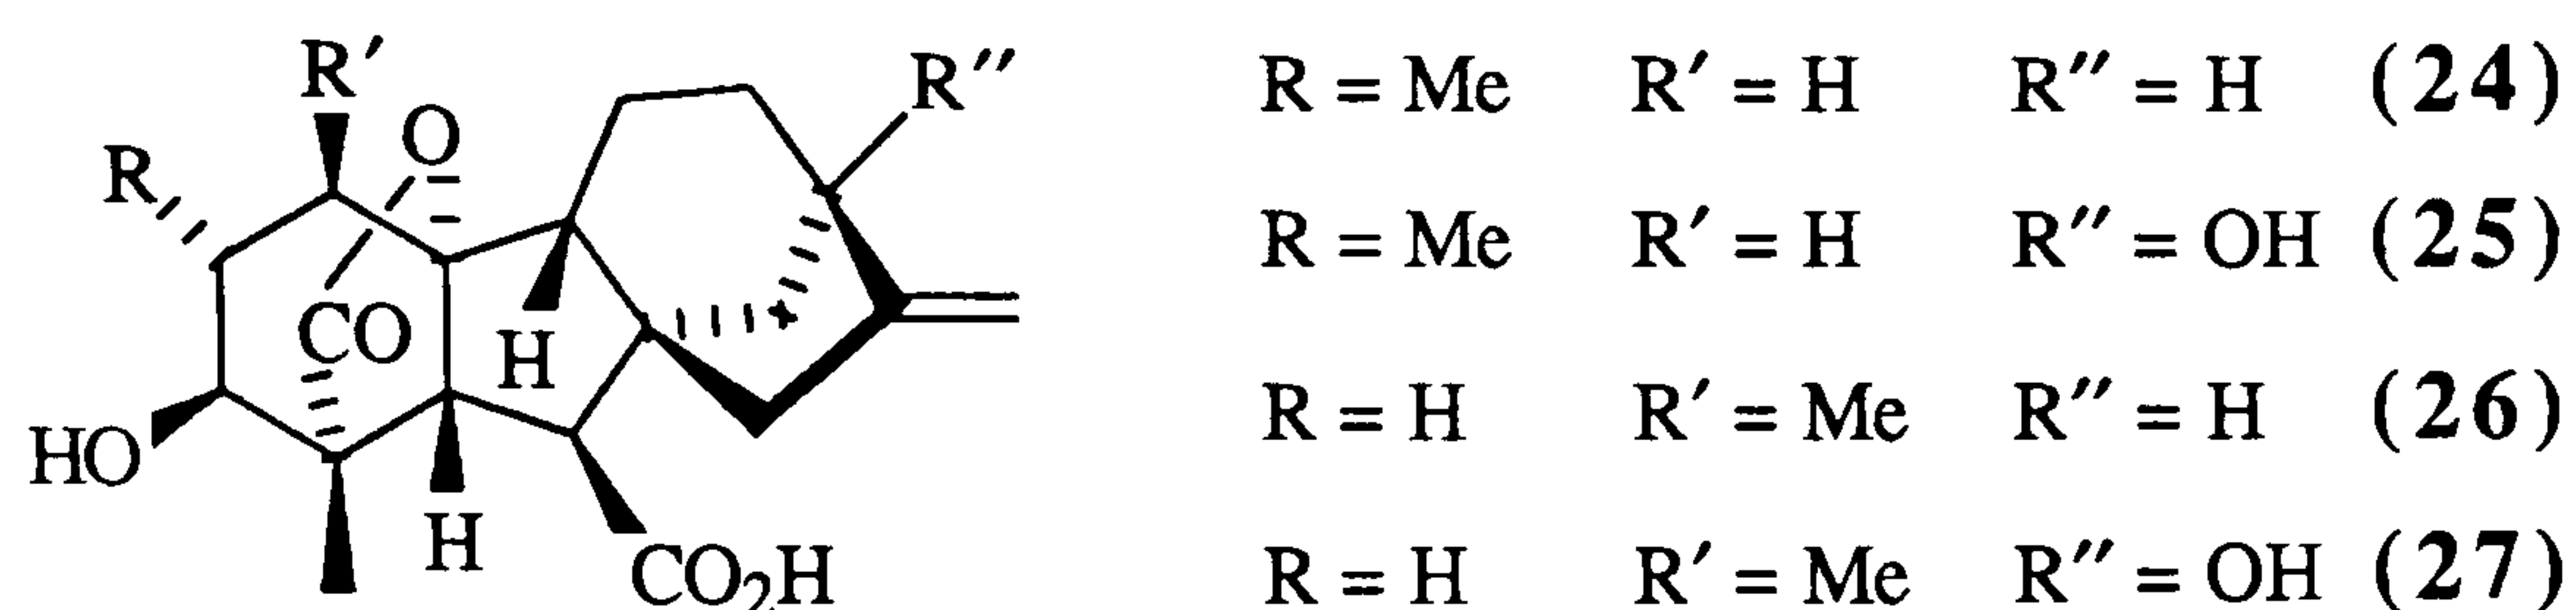 R′
R
O
R″
CO
H
HO
H
CO₂H
R = Me R′ = H R″ = H (24)
R = Me R′ = H R″ = OH (25)
R = H R′ = Me R″ = H (26)
R = H R′ = Me R″ = OH (27)